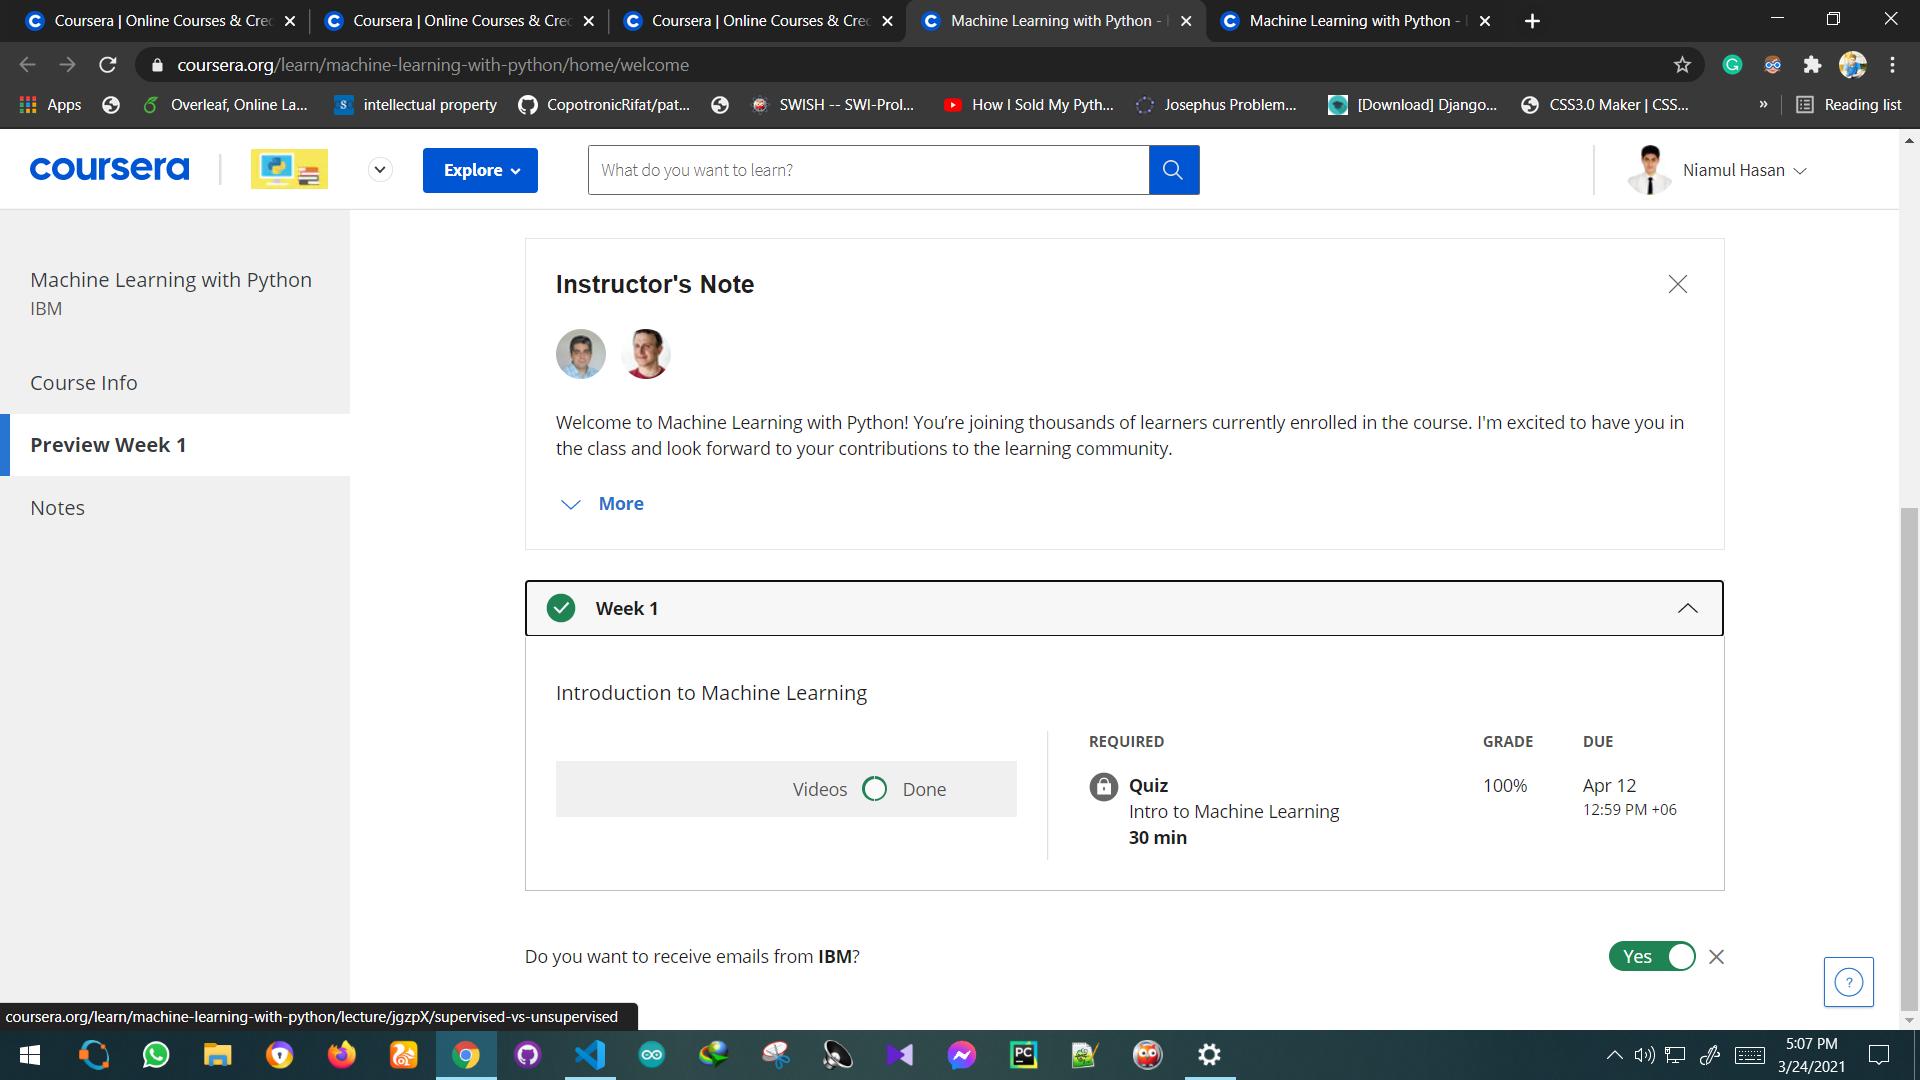 Coursera | Online Courses & Cre
Coursera | Online Courses & Cre
Coursera | Online Courses & Cre
Machine Learning with Python -
Machine Learning with Python -
coursera.org/learn/machine-learning-with-python/home/welcome
Apps
Overleaf, Online La...
intellectual property
CopotronicRifat/pat...
SWISH -- SWI-Prol...
How I Sold My Pyth...
Josephus Problem...
[Download] Django...
CSS3.0 Maker | CSS...
»
Reading list
coursera
Explore
What do you want to learn?
Niamul Hasan
Machine Learning with Python
IBM
Course Info
Preview Week 1
Notes
Instructor's Note
Welcome to Machine Learning with Python! You’re joining thousands of learners currently enrolled in the course. I'm excited to have you in
the class and look forward to your contributions to the learning community.
More
Week 1
Introduction to Machine Learning
Videos Done
REQUIRED GRADE DUE
Quiz 100% Apr 12
Intro to Machine Learning 12:59 PM +06
30 min
Do you want to receive emails from IBM?
Yes
?
coursera.org/learn/machine-learning-with-python/lecture/jgzpX/supervised-vs-unsupervised
PC
5:07 PM
3/24/2021